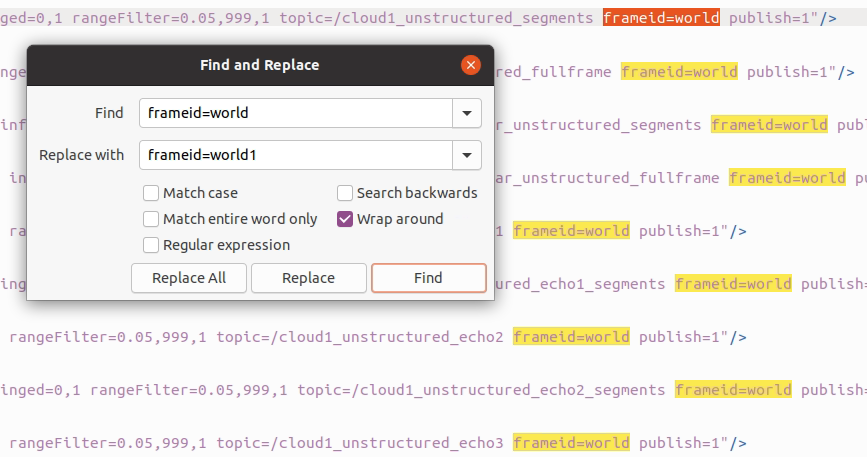 ged=0,1 rangeFilter=0.05,999,1 topic=/cloud1_unstructured_segments frameid=world publish=1"/>
Find and Replace
red_fullframe frameid=world publish=1"/>
Find
frameid=world
r_unstructured_segments frameid=world publ
Replace with
frameid=world1
ar_unstructured_fullframe frameid=world pu
Match case
Search backwards
Match entire word only
Wrap around
1 frameid=world publish=1"/>
Regular expression
Replace All
Replace
Find
ured_echo1_segments frameid=world publish=
rangeFilter=0.05,999,1 topic=/cloud1_unstructured_echo2 frameid=world publish=1"/>
inged=0,1 rangeFilter=0.05,999,1 topic=/cloud1_unstructured_echo2_segments frameid=world publish=
rangeFilter=0.05,999,1 topic=/cloud1_unstructured_echo3 frameid=world publish=1"/>